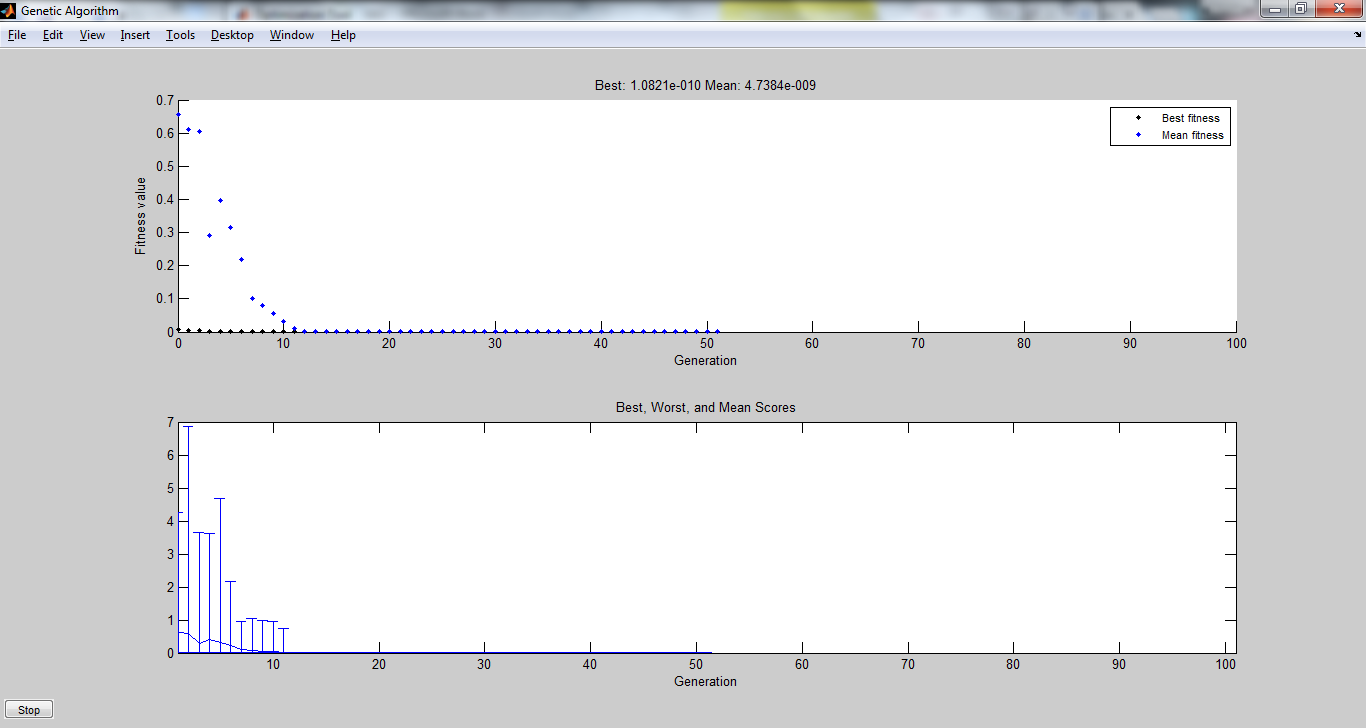 Genetic Algorithm
File Edit View Insert Tools Desktop Window Help
Best: 1.0821e-010 Mean: 4.7384e-009
0.7
0.6
0.5
0.4
0.3
0.2
0.1
0
Fitness value
Best fitness
Mean fitness
0 10 20 30 40 50 60 70 80 90 100
Generation
Best, Worst, and Mean Scores
7
6
5
4
3
2
1
0
10 20 30 40 50 60 70 80 90 100
Generation
Stop